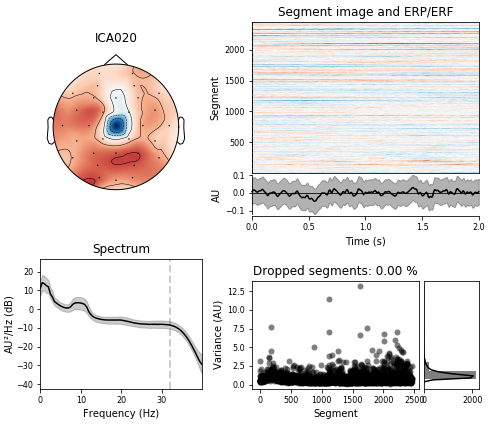 ICA020
Segment image and ERP/ERF
Segment
2000
1500
1000
500
AU
0.1
0.0
−0.1
0.0 0.5 1.0 1.5 2.0
Time (s)
Spectrum
AU²/Hz (dB)
20
10
0
−10
−20
−30
−40
0 10 20 30
Frequency (Hz)
Dropped segments: 0.00 %
Variance (AU)
12.5
10.0
7.5
5.0
2.5
0.0
0 500 1000 1500 2000 2500
Segment
0 2000